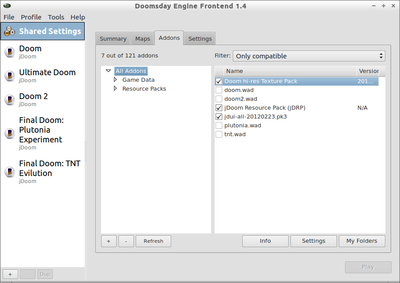 Doomsday Engine Frontend 1.4
File Profile Tools Help
Shared Settings
Doom
jDoom
Ultimate Doom
jDoom
Doom 2
jDoom
Final Doom:
Plutonia
Experiment
jDoom
Final Doom: TNT
Evilution
jDoom
Summary Maps Addons Settings
7 out of 121 addons
Filter: Only compatible
All Addons
Game Data
Resource Packs
Name Version
Doom hi-res Texture Pack 201...
doom.wad
doom2.wad
jDoom Resource Pack (jDRP) N/A
jdui-all-20120223.pk3
plutonia.wad
tnt.wad
+ - Refresh
Info Settings My Folders
+
Play